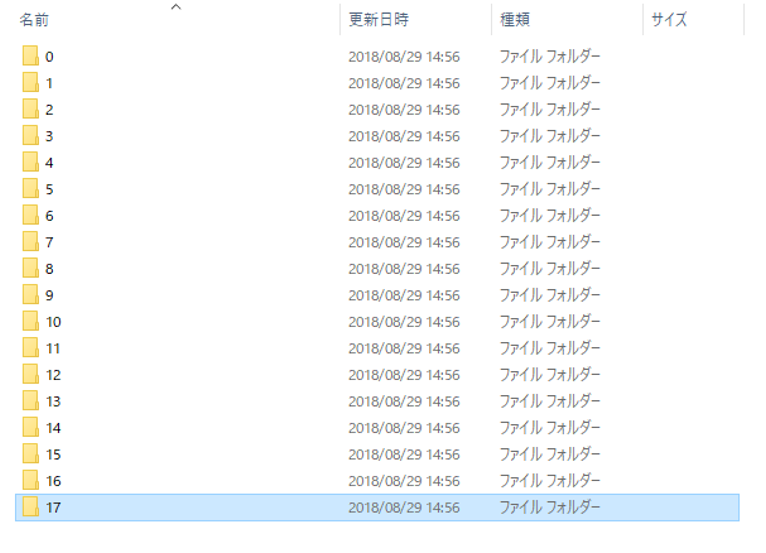 名前 更新日時 種類 サイズ
0 2018/08/29 14:56 ファイル フォルダー
1 2018/08/29 14:56 ファイル フォルダー
2 2018/08/29 14:56 ファイル フォルダー
3 2018/08/29 14:56 ファイル フォルダー
4 2018/08/29 14:56 ファイル フォルダー
5 2018/08/29 14:56 ファイル フォルダー
6 2018/08/29 14:56 ファイル フォルダー
7 2018/08/29 14:56 ファイル フォルダー
8 2018/08/29 14:56 ファイル フォルダー
9 2018/08/29 14:56 ファイル フォルダー
10 2018/08/29 14:56 ファイル フォルダー
11 2018/08/29 14:56 ファイル フォルダー
12 2018/08/29 14:56 ファイル フォルダー
13 2018/08/29 14:56 ファイル フォルダー
14 2018/08/29 14:56 ファイル フォルダー
15 2018/08/29 14:56 ファイル フォルダー
16 2018/08/29 14:56 ファイル フォルダー
17 2018/08/29 14:56 ファイル フォルダー